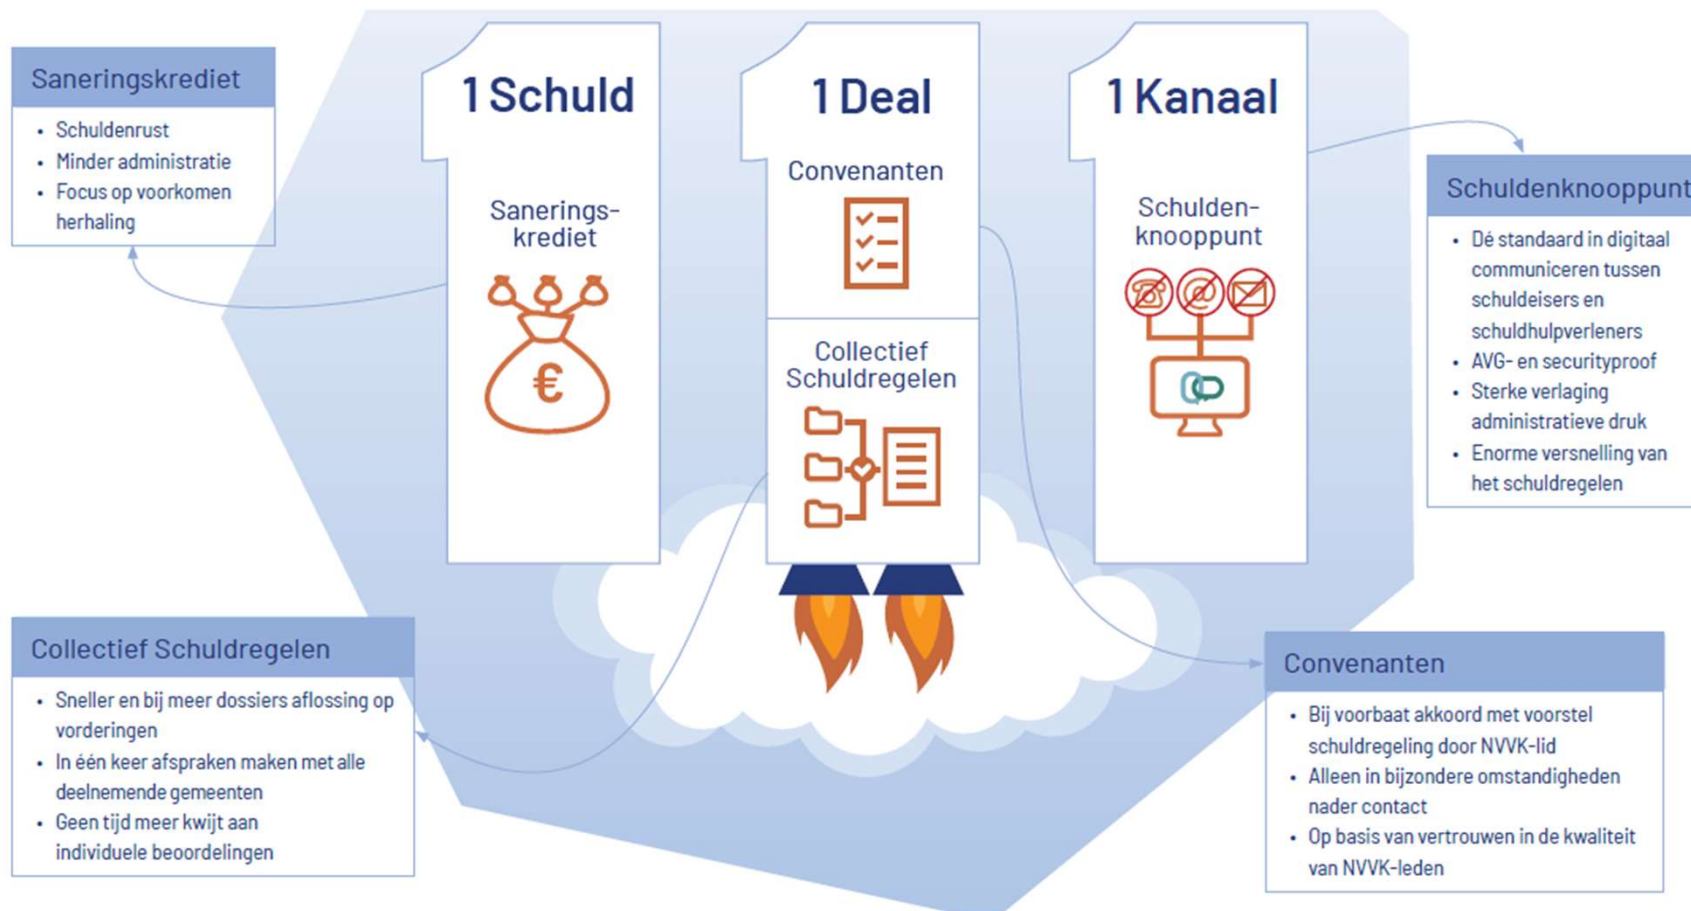 Saneringskrediet
• Schuldenrust
• Minder administratie
• Focus op voorkomen
herhaling
1 Schuld
Sanerings-
krediet
€
1 Deal
Convenanten
Collectief
Schuldregelen
1 Kanaal
Schulden-
knooppunt
@
Schuldenknooppunt
• Dé standaard in digitaal
communiceren tussen
schuldeisers en
schuldhulpverleners
• AVG- en securityproof
• Sterke verlaging
administratieve druk
• Enorme versnelling van
het schuldregelen
Collectief Schuldregelen
• Sneller en bij meer dossiers aflossing op
vorderingen
• In één keer afspraken maken met alle
deelnemende gemeenten
• Geen tijd meer kwijt aan
individuele beoordelingen
Convenanten
• Bij voorbaat akkoord met voorstel
schuldregeling door NVVK-lid
• Alleen in bijzondere omstandigheden
nader contact
• Op basis van vertrouwen in de kwaliteit
van NVVK-leden